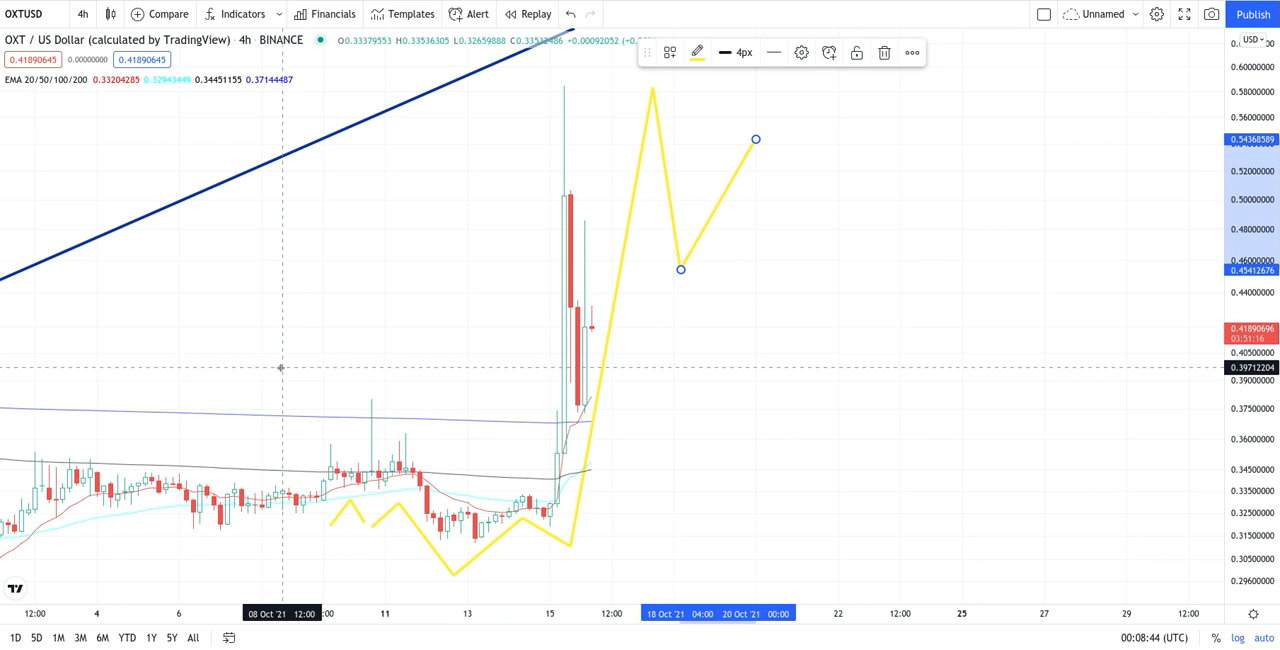 OXTUSD 4h Compare Indicators Financials Templates Alert Replay Unnamed Publish
OXT / US Dollar (calculated by TradingView) · 4h · BINANCE O0.33379553 H0.33536305 L0.32659888 +0.00092052
0.41890645 0.00000000 0.41890645
EMA 20/50/100/200 0.33204285 0.32943449 0.34451155 0.37144487
4px
USD
0.60000000
0.58000000
0.56000000
0.54368589
0.52000000
0.50000000
0.48000000
0.46000000
0.45412676
0.44000000
0.41890696
03:51:16
0.40500000
0.39712204
0.39000000
0.37500000
0.36000000
0.34500000
0.33500000
0.32500000
0.31500000
0.30500000
0.29600000
12:00 4 6 08 Oct '21 12:00 :00 11 13 15 12:00 18 Oct '21 04:00 20 Oct '21 00:00 22 12:00 25 27 29 12:00
1D 5D 1M 3M 6M YTD 1Y 5Y All 00:08:44 (UTC) % log auto